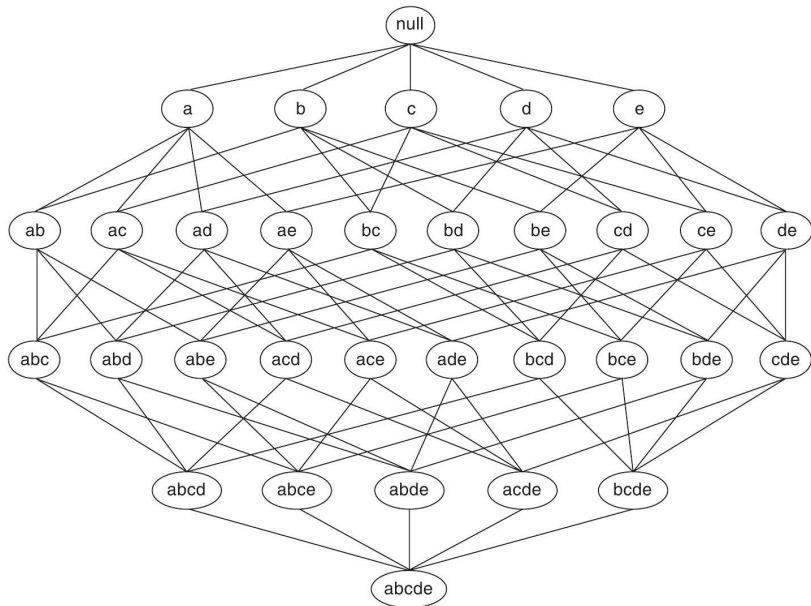 null
a b c d e
ab ac ad ae bc bd be cd ce de
abc abd abe acd ace ade bcd bce bde cde
abcd abce abde acde bcde
abcde